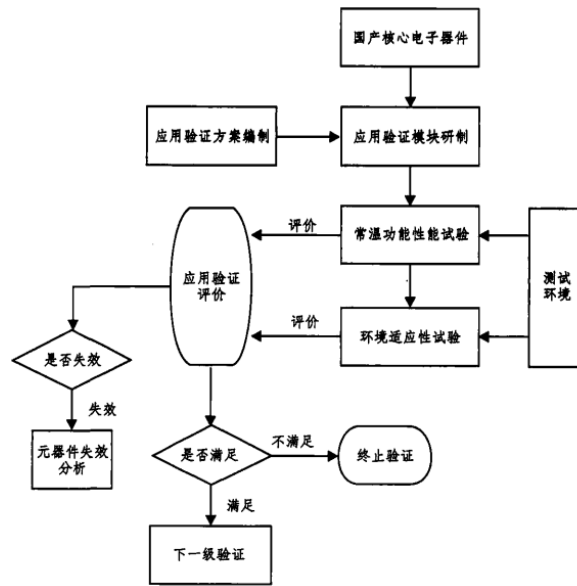 国产核心电子器件
应用验证方案编制
应用验证模块研制
评价
常温功能性能试验
应用验证
评价
测试
环境
评价
环境适应性试验
是否失效
失效
元器件失效
分析
是否满足
不满足
终止验证
满足
下一级验证